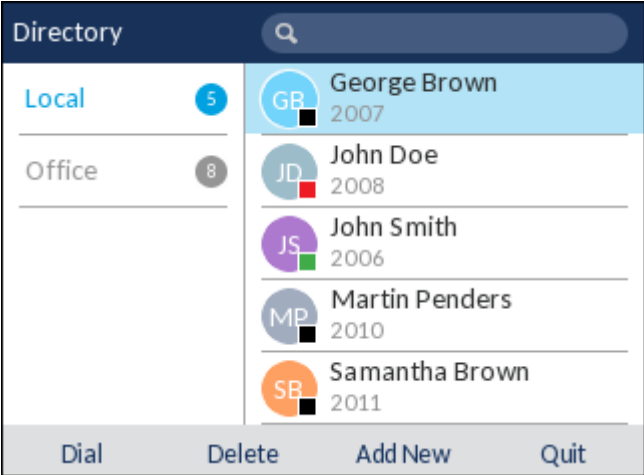 Directory
Local 5
Office 8
GB George Brown
2007
JD John Doe
2008
JS John Smith
2006
MP Martin Penders
2010
SB Samantha Brown
2011
Dial Delete Add New Quit